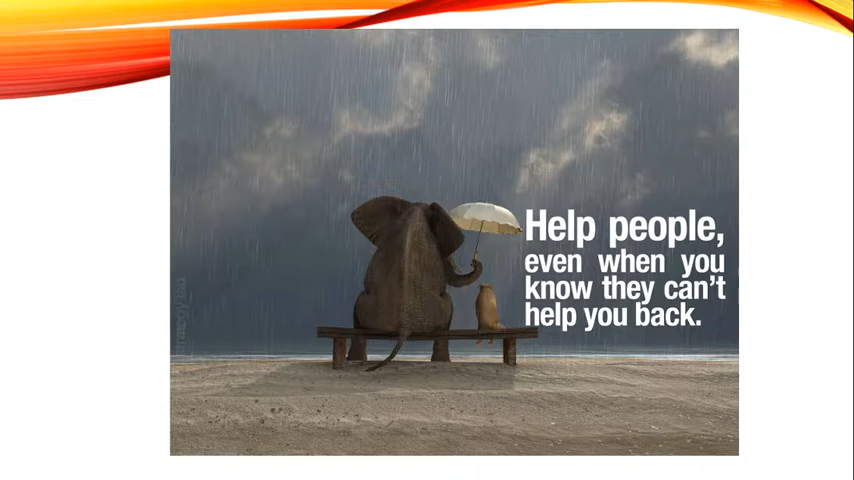 Help people,
even when you
know they can't
help you back.